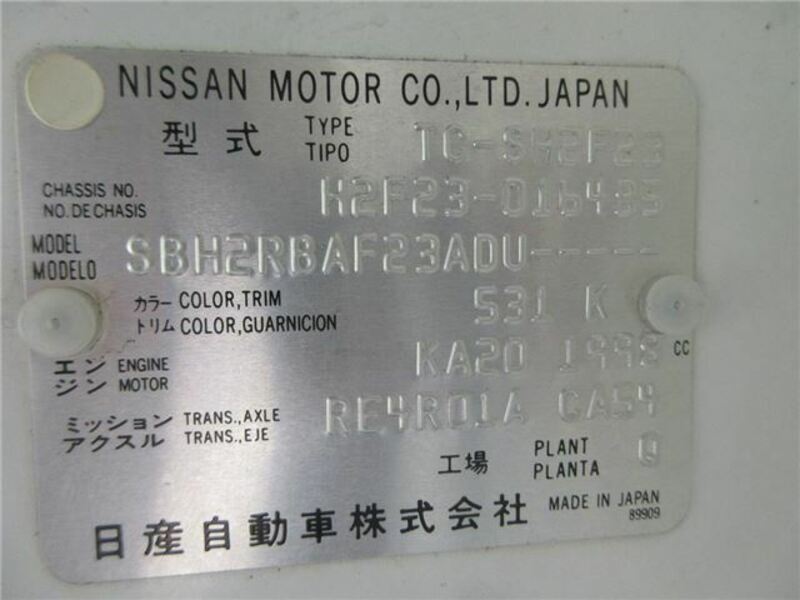 NISSAN MOTOR CO.,LTD. JAPAN
型式 TYPE TIPO TC-SH2F23
CHASSIS NO. NO. DE CHASIS H2F23-016435
MODEL MODELO SBH2RBAF23ADU-----
カラー COLOR,TRIM
トリム COLOR,GUARNICION 531 K
エンジン ENGINE MOTOR KA20 1998 CC
ミッション TRANS.,AXLE
アクスル TRANS.,EJE RE4R01A CA54
工場 PLANT PLANTA Q
日産自動車株式会社 MADE IN JAPAN
89909